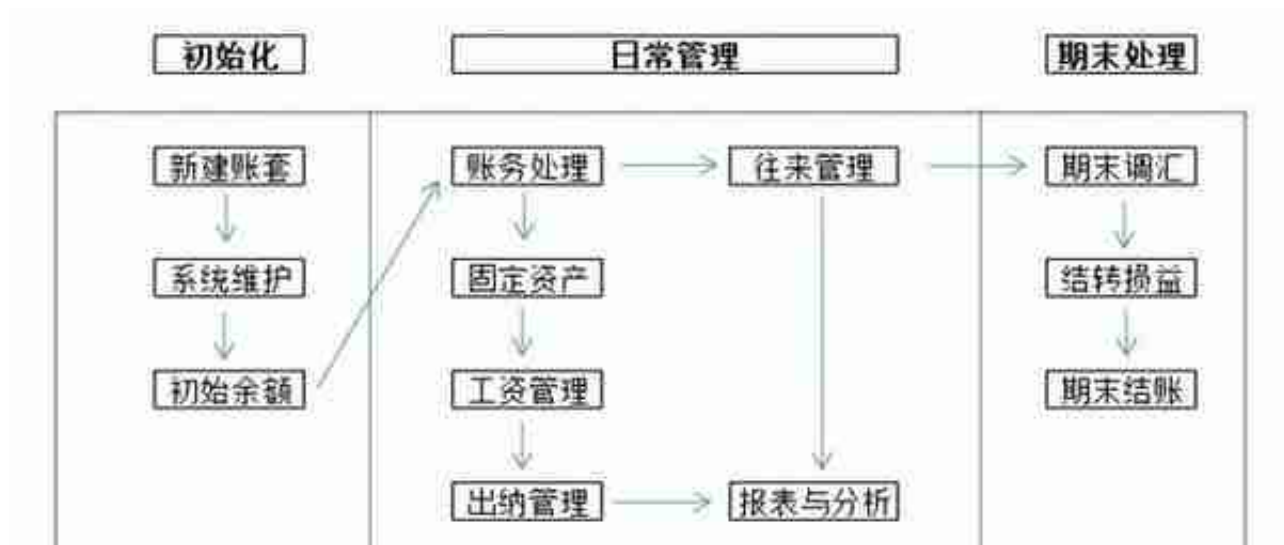 初始化 日常管理 期末处理
新建账套 账务处理 往来管理 期末调汇
系统维护 固定资产 结转损益
初始余额 工资管理 期末结账
出纳管理 报表与分析